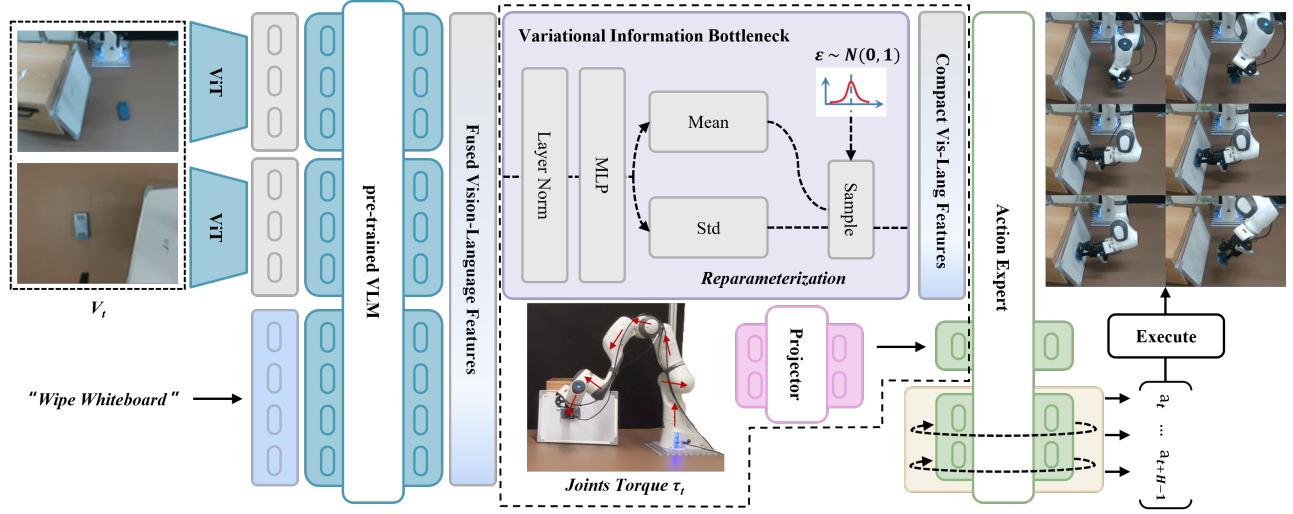 ViT
ViT
V_t
"Wipe Whiteboard"
pre-trained VLM
Fused Vision-Language Features
Variational Information Bottleneck
Layer Norm
MLP
Mean
Std
ε ~ N(0, 1)
Sample
Reparameterization
Compact Vis-Lang Features
Joints Torque τ_t
Projector
Action Expert
Execute
a_t
...
a_{t+H−1}